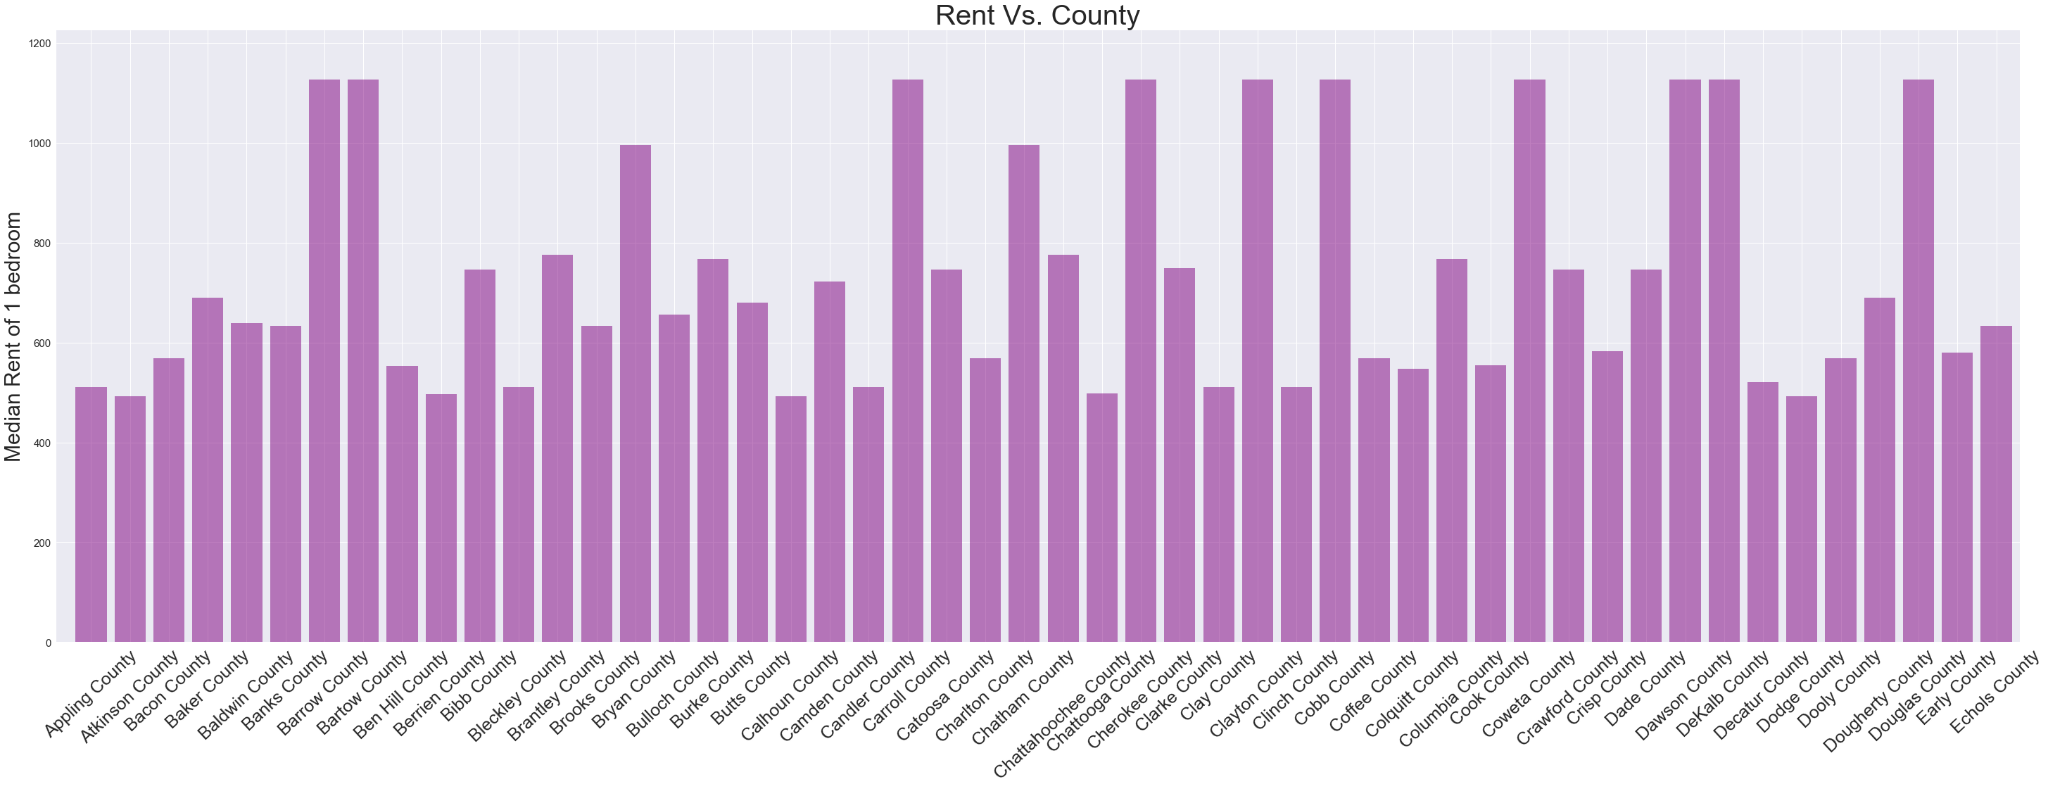 Rent Vs. County
Median Rent of 1 bedroom
1200
1000
800
600
400
200
0
Appling County
Atkinson County
Bacon County
Baker County
Baldwin County
Banks County
Barrow County
Bartow County
Ben Hill County
Berrien County
Bibb County
Bleckley County
Brantley County
Brooks County
Bryan County
Bulloch County
Burke County
Butts County
Calhoun County
Camden County
Candler County
Carroll County
Catoosa County
Charlton County
Chatham County
Chattahoochee County
Chattooga County
Cherokee County
Clarke County
Clay County
Clayton County
Clinch County
Cobb County
Coffee County
Colquitt County
Columbia County
Cook County
Coweta County
Crawford County
Crisp County
Dade County
Dawson County
DeKalb County
Decatur County
Dodge County
Dooly County
Dougherty County
Douglas County
Early County
Echols County